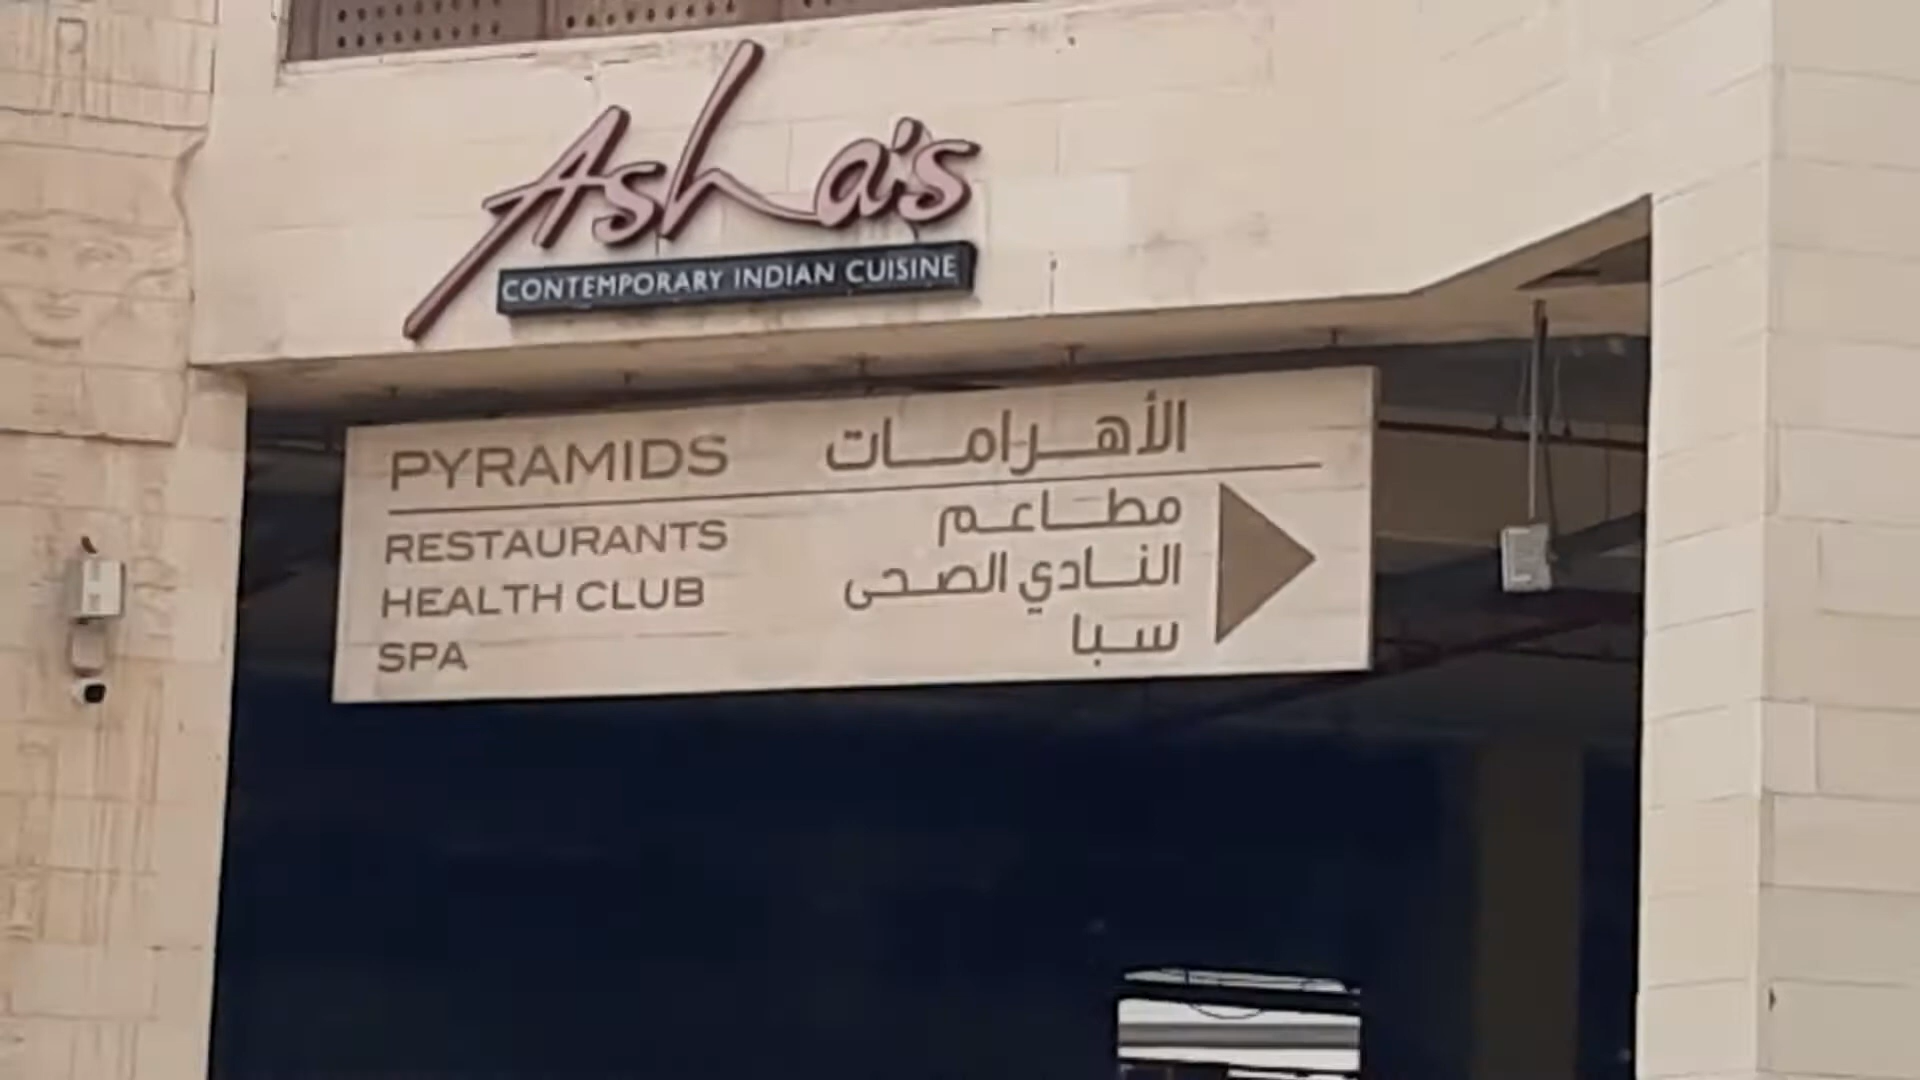 Asha's
CONTEMPORARY INDIAN CUISINE
PYRAMIDS الأهرامات
RESTAURANTS مطاعم
HEALTH CLUB النادي الصحى
SPA سبا